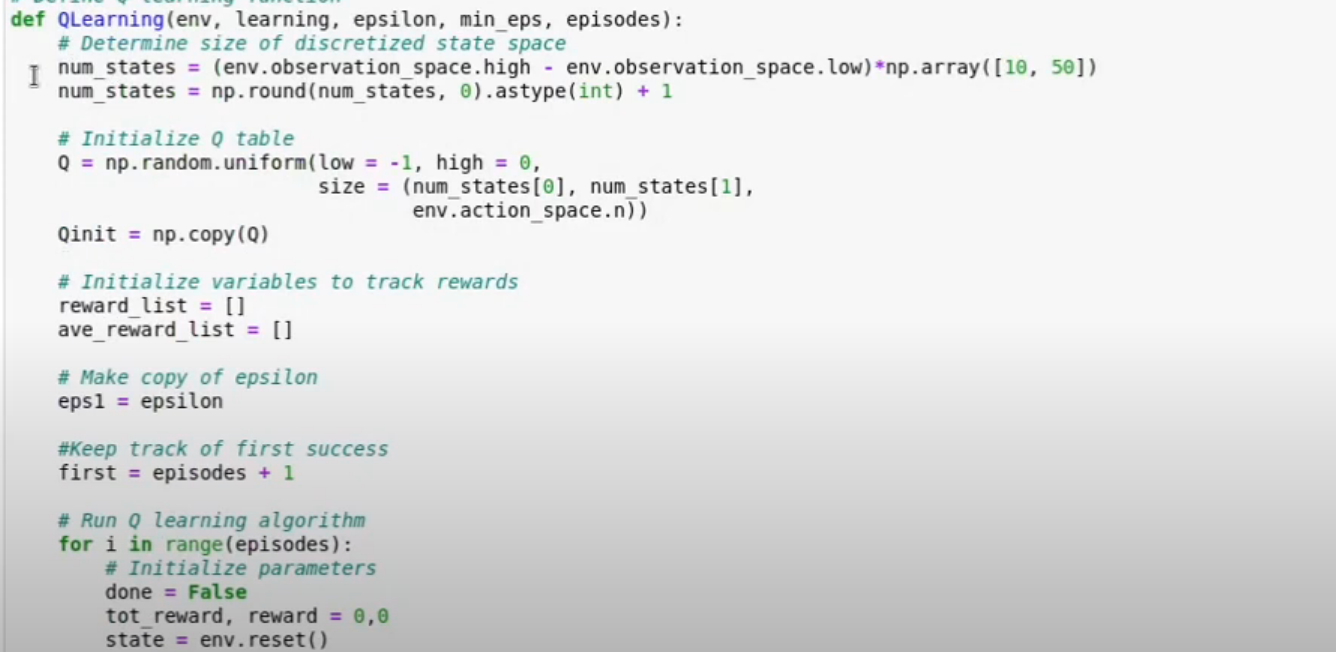 # Define Q-learning function
def QLearning(env, learning, epsilon, min_eps, episodes):
    # Determine size of discretized state space
    num_states = (env.observation_space.high - env.observation_space.low)*np.array([10, 50])
    num_states = np.round(num_states, 0).astype(int) + 1

    # Initialize Q table
    Q = np.random.uniform(low = -1, high = 0,
                          size = (num_states[0], num_states[1],
                                  env.action_space.n))
    Qinit = np.copy(Q)

    # Initialize variables to track rewards
    reward_list = []
    ave_reward_list = []

    # Make copy of epsilon
    eps1 = epsilon

    #Keep track of first success
    first = episodes + 1

    # Run Q learning algorithm
    for i in range(episodes):
        # Initialize parameters
        done = False
        tot_reward, reward = 0,0
        state = env.reset()